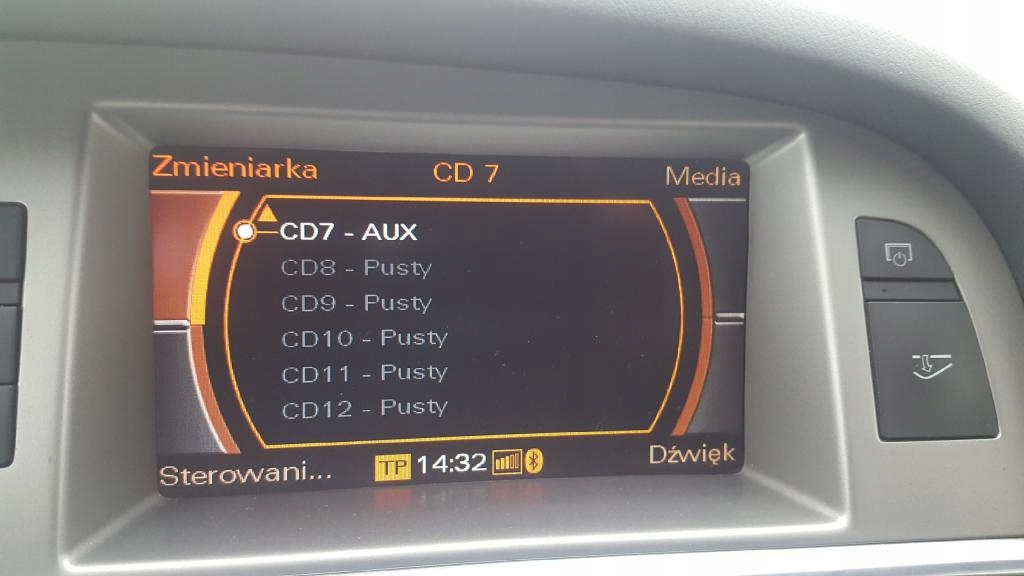 Zmieniarka CD 7 Media
CD7 - AUX
CD8 - Pusty
CD9 - Pusty
CD10 - Pusty
CD11 - Pusty
CD12 - Pusty
Sterowani... TP 14:32 Dźwięk